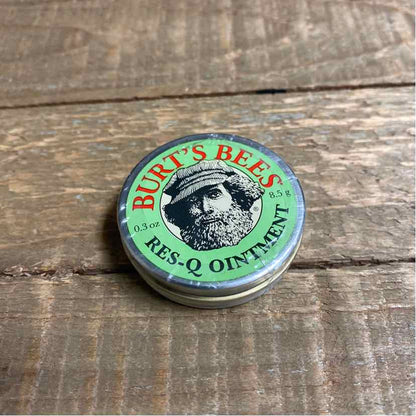 BURT'S BEES
0.3 oz
8.5 g
®
RES-Q OINTMENT